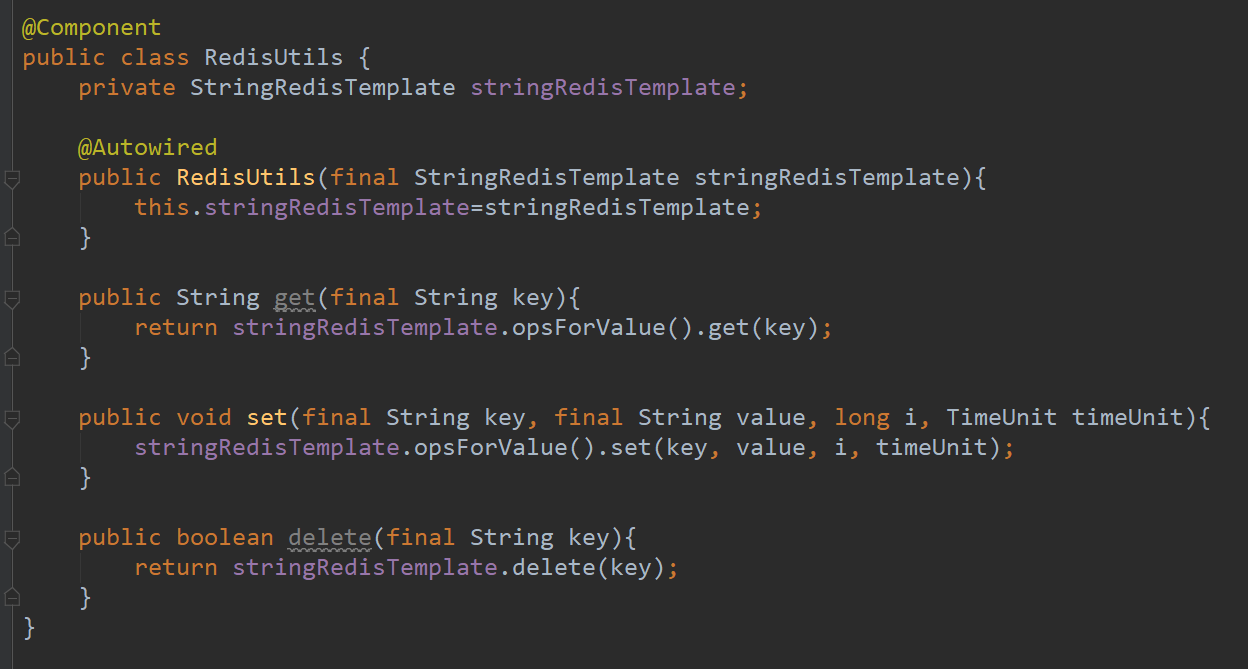 @Component
public class RedisUtils {
    private StringRedisTemplate stringRedisTemplate;

    @Autowired
    public RedisUtils(final StringRedisTemplate stringRedisTemplate){
        this.stringRedisTemplate=stringRedisTemplate;
    }

    public String get(final String key){
        return stringRedisTemplate.opsForValue().get(key);
    }

    public void set(final String key, final String value, long i, TimeUnit timeUnit){
        stringRedisTemplate.opsForValue().set(key, value, i, timeUnit);
    }

    public boolean delete(final String key){
        return stringRedisTemplate.delete(key);
    }
}